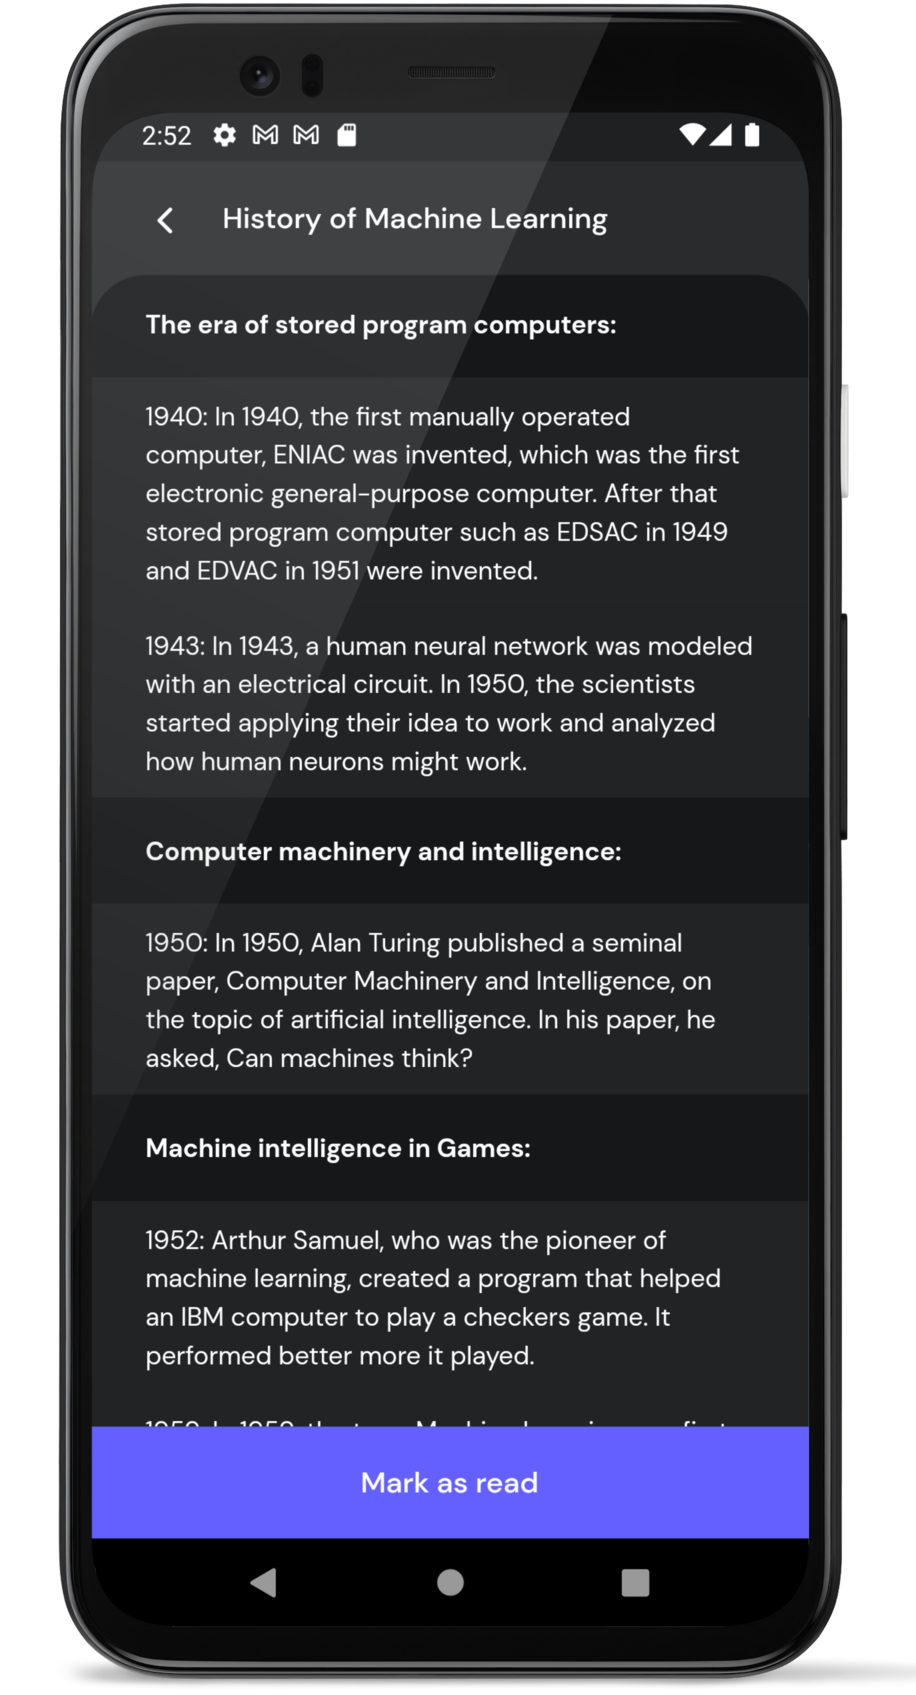 2:52
History of Machine Learning
The era of stored program computers:
1940: In 1940, the first manually operated
computer, ENIAC was invented, which was the first
electronic general-purpose computer. After that
stored program computer such as EDSAC in 1949
and EDVAC in 1951 were invented.
1943: In 1943, a human neural network was modeled
with an electrical circuit. In 1950, the scientists
started applying their idea to work and analyzed
how human neurons might work.
Computer machinery and intelligence:
1950: In 1950, Alan Turing published a seminal
paper, Computer Machinery and Intelligence, on
the topic of artificial intelligence. In his paper, he
asked, Can machines think?
Machine intelligence in Games:
1952: Arthur Samuel, who was the pioneer of
machine learning, created a program that helped
an IBM computer to play a checkers game. It
performed better more it played.
Mark as read